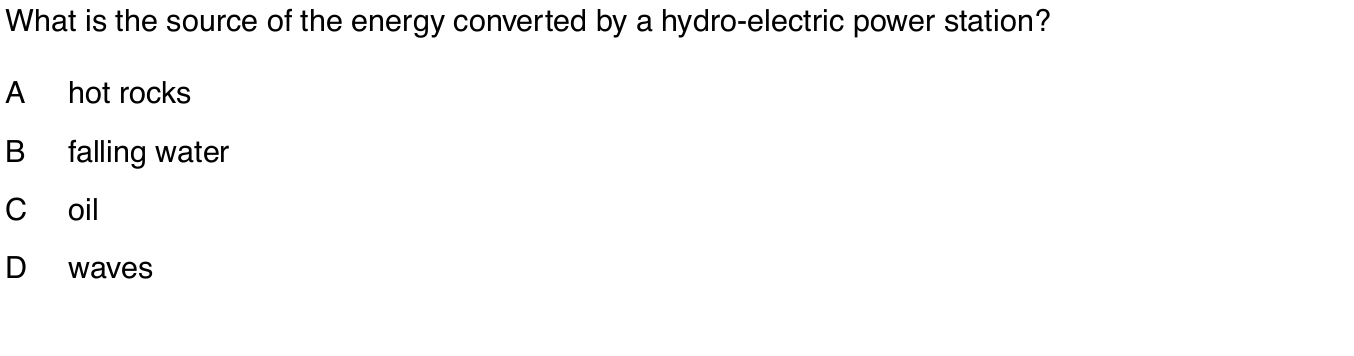 What is the source of the energy converted by a hydro-electric power station?
A hot rocks
B falling water
C oil
D waves